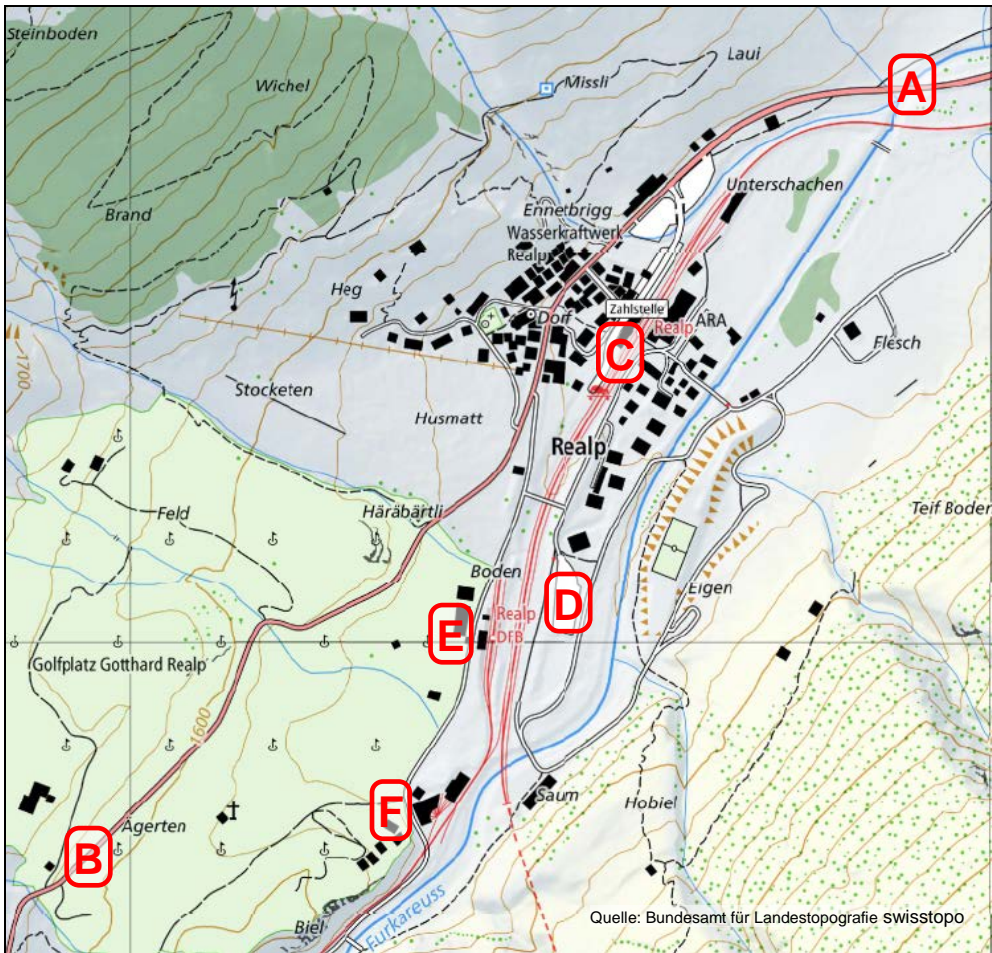 Steinboden
Laui
Wichel
Missli
A
Unterschachen
Brand
Ennetbrigg
Wasserkraftwerk
Realp
Heg
Zahlstelle
Dorf
Realp
ARA
Flesch
C
1700
Stocketen
Husmatt
Realp
Feld
Häräbärtli
Teif Boden
Boden
Eigen
D
Realp
DFB
E
Golfplatz Gotthard Realp
1600
Saum
Hobiel
F
Ägerten
B
Biel
Furkareuss
Quelle: Bundesamt für Landestopografie swisstopo